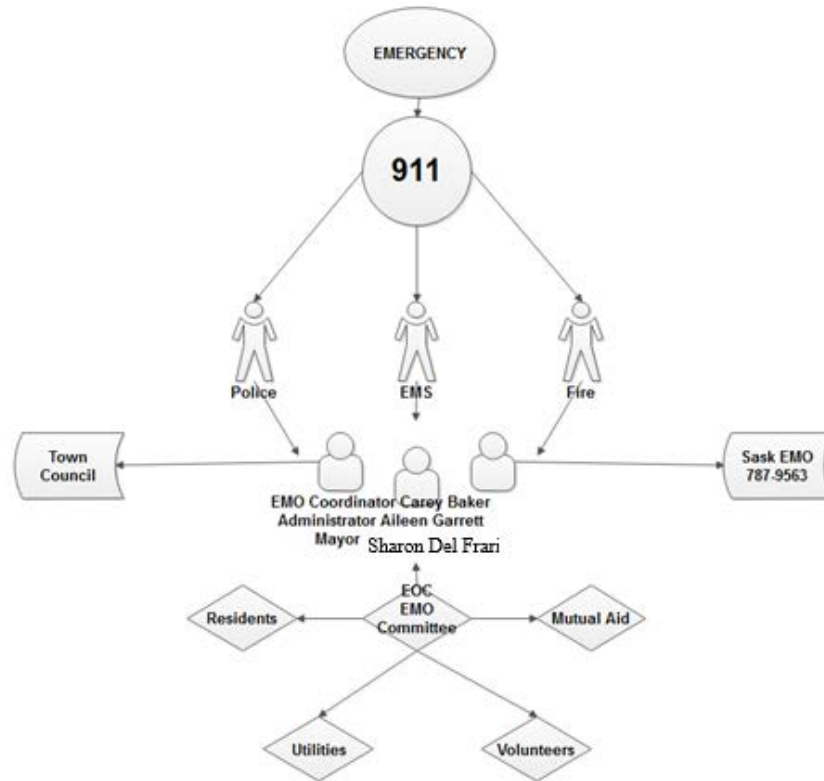 EMERGENCY
911
Police
EMS
Fire
Town
Council
Sask EMO
787-9563
EMO Coordinator Carey Baker
Administrator Aileen Garrett
Mayor Sharon Del Frari
EOC
EMO
Committee
Residents
Mutual Aid
Utilities
Volunteers